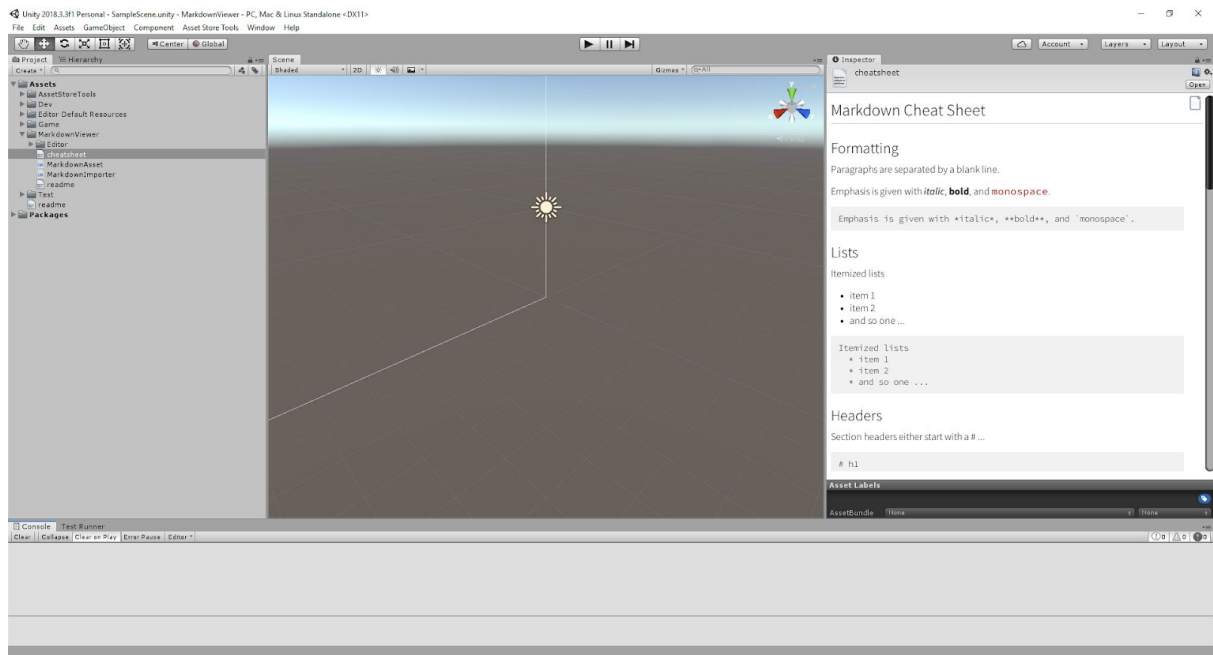 Unity 2018.3.3f1 Personal - SampleScene.unity - MarkdownViewer - PC, Mac & Linux Standalone <DX11>
File Edit Assets GameObject Component Asset Store Tools Window Help
Center Global
Account Layers Layout
Project Hierarchy
Create
Assets
AssetStoreTools
Dev
Editor Default Resources
Game
MarkdownViewer
Editor
cheatsheet
MarkdownAsset
MarkdownImporter
readme
Test
readme
Packages
Scene
Shaded 2D Gizmos All
Persp
Inspector
cheatsheet
Open
Markdown Cheat Sheet
Formatting
Paragraphs are separated by a blank line.
Emphasis is given with italic, bold, and monospace.
Emphasis is given with *italic*, **bold**, and `monospace`.
Lists
Itemized lists
• item 1
• item 2
• and so one ...
Itemized lists
* item 1
* item 2
* and so one ...
Headers
Section headers either start with a # ...
# h1
Asset Labels
AssetBundle None None
Console Test Runner
Clear Collapse Clear on Play Error Pause Editor 0 0 0